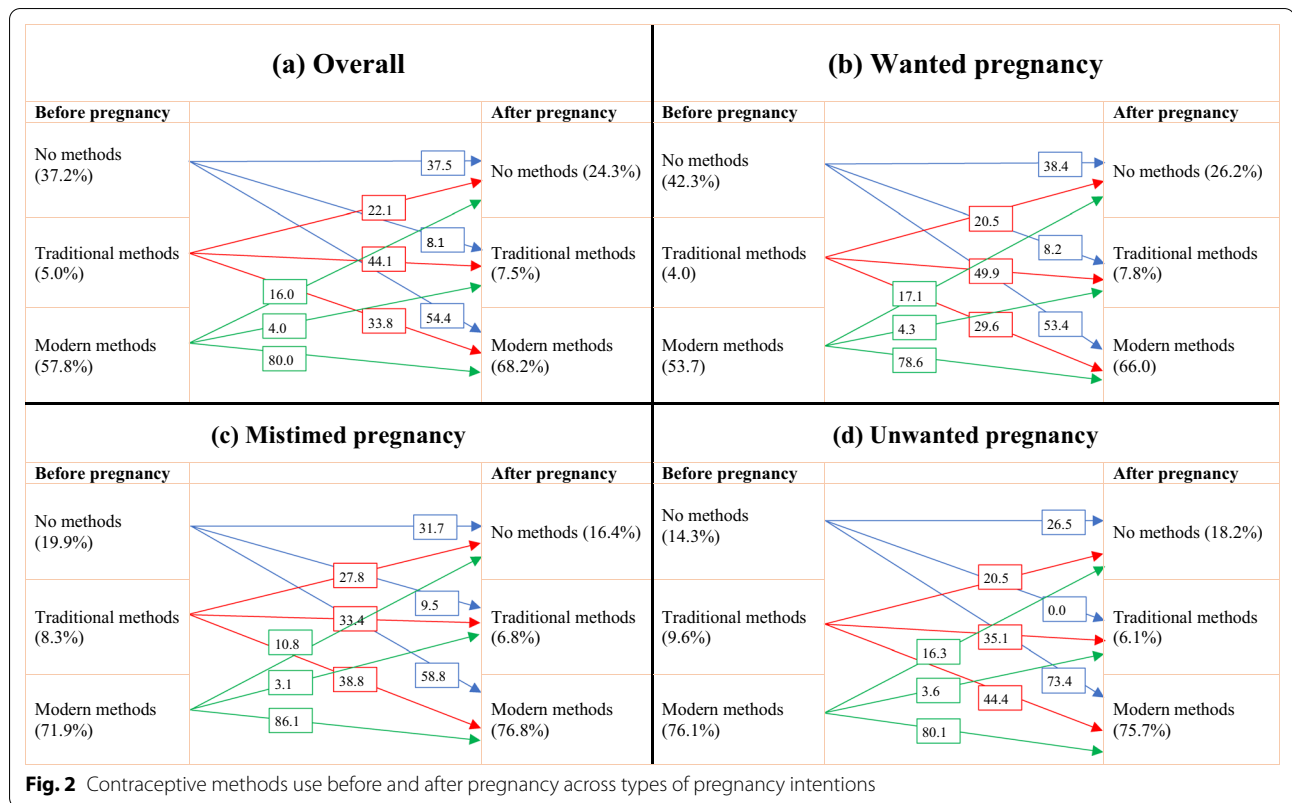 (a) Overall
Before pregnancy
After pregnancy
No methods
(37.2%)
Traditional methods
(5.0%)
Modern methods
(57.8%)
37.5
22.1
8.1
44.1
16.0
54.4
33.8
4.0
80.0
No methods (24.3%)
Traditional methods
(7.5%)
Modern methods
(68.2%)
(b) Wanted pregnancy
Before pregnancy
After pregnancy
No methods
(42.3%)
Traditional methods
(4.0)
Modern methods
(53.7)
38.4
20.5
8.2
49.9
17.1
53.4
29.6
4.3
78.6
No methods (26.2%)
Traditional methods
(7.8%)
Modern methods
(66.0)
(c) Mistimed pregnancy
Before pregnancy
After pregnancy
No methods
(19.9%)
Traditional methods
(8.3%)
Modern methods
(71.9%)
31.7
27.8
9.5
33.4
10.8
58.8
38.8
3.1
86.1
No methods (16.4%)
Traditional methods
(6.8%)
Modern methods
(76.8%)
(d) Unwanted pregnancy
Before pregnancy
After pregnancy
No methods
(14.3%)
Traditional methods
(9.6%)
Modern methods
(76.1%)
26.5
20.5
0.0
35.1
16.3
73.4
3.6
44.4
80.1
No methods (18.2%)
Traditional methods
(6.1%)
Modern methods
(75.7%)
Fig. 2 Contraceptive methods use before and after pregnancy across types of pregnancy intentions